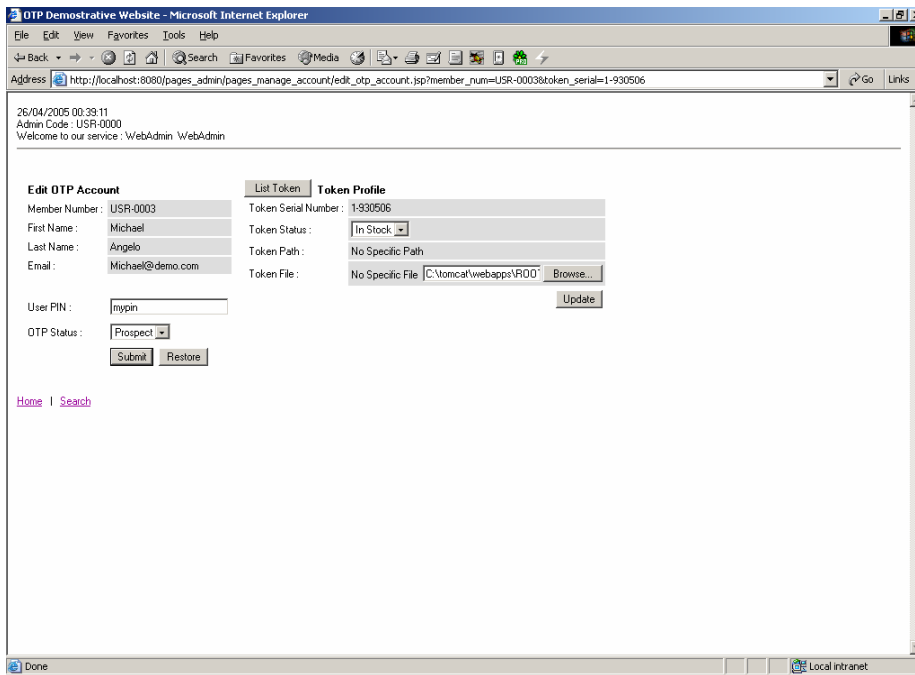 OTP Demostrative Website - Microsoft Internet Explorer
File Edit View Favorites Tools Help
Back Search Favorites Media
Address http://localhost:8080/pages_admin/pages_manage_account/edit_otp_account.jsp?member_num=USR-0003&token_serial=1-930506 Go Links
26/04/2005 00:39:11
Admin Code : USR-0000
Welcome to our service : WebAdmin WebAdmin
Edit OTP Account List Token Token Profile
Member Number : USR-0003 Token Serial Number : 1-930506
First Name : Michael Token Status : In Stock
Last Name : Angelo Token Path : No Specific Path
Email : Michael@demo.com Token File : No Specific File C:\tomcat\webapps\ROO Browse...
Update
User PIN : mypin
OTP Status : Prospect
Submit Restore
Home | Search
Done Local intranet